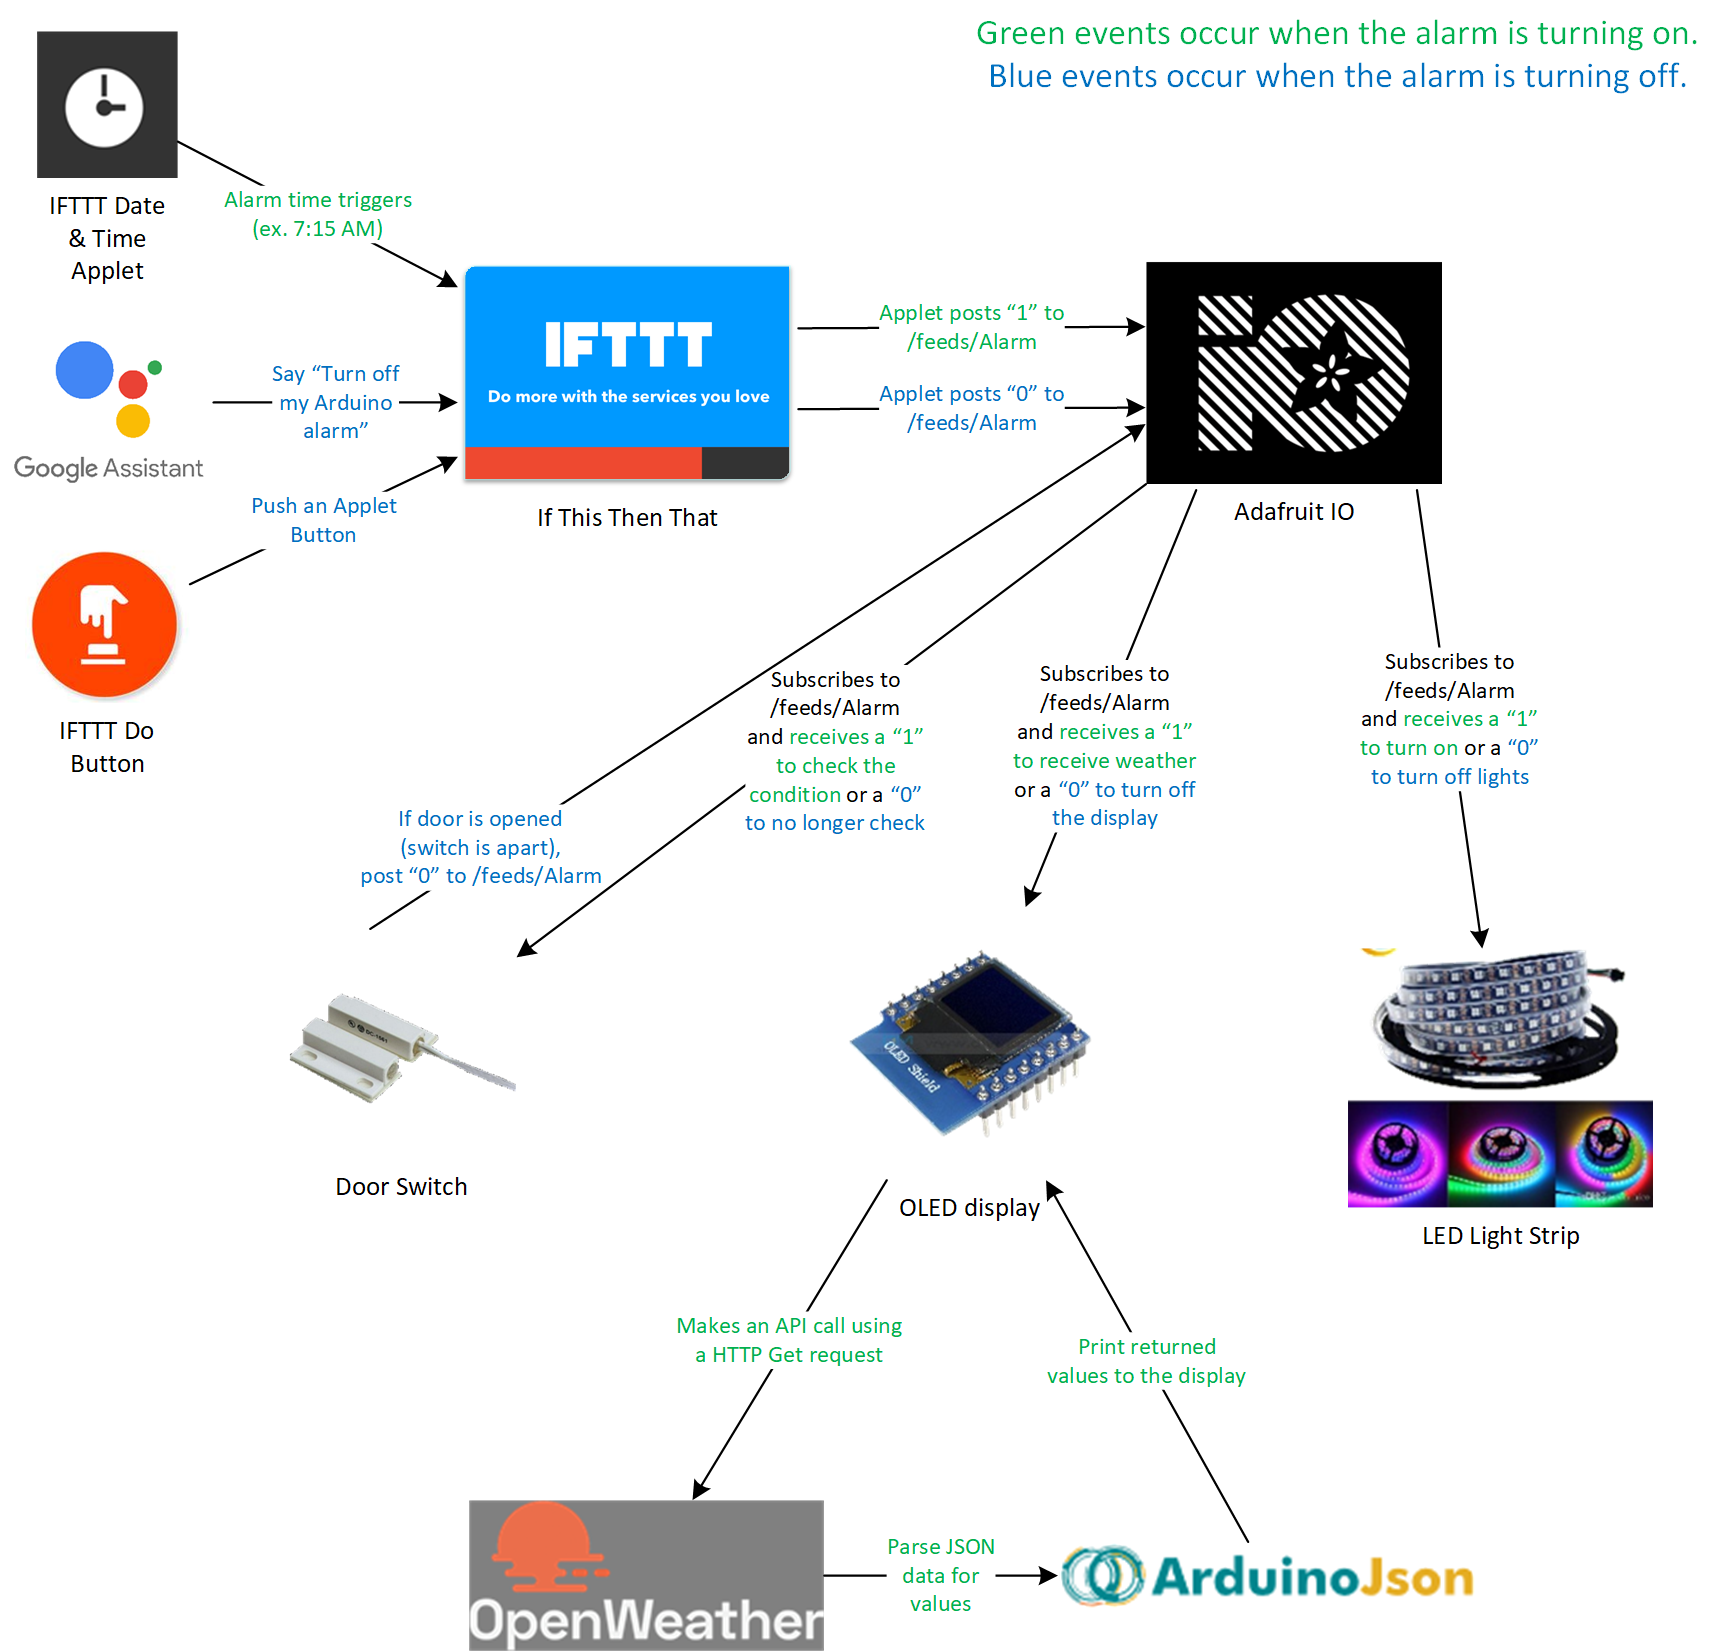 Green events occur when the alarm is turning on.
Blue events occur when the alarm is turning off.
IFTTT Date
& Time
Applet
Alarm time triggers
(ex. 7:15 AM)
Google Assistant
Say “Turn off
my Arduino
alarm”
Push an Applet
Button
IFTTT Do
Button
IFTTT
Do more with the services you love
If This Then That
Applet posts “1” to
/feeds/Alarm
Applet posts “0” to
/feeds/Alarm
Adafruit IO
If door is opened
(switch is apart),
post “0” to /feeds/Alarm
Subscribes to
/feeds/Alarm
and receives a “1”
to check the
condition or a “0”
to no longer check
Subscribes to
/feeds/Alarm
and receives a “1”
to receive weather
or a “0” to turn off
the display
Subscribes to
/feeds/Alarm
and receives a “1”
to turn on or a “0”
to turn off lights
Door Switch
OLED Shield
OLED display
LED Light Strip
Makes an API call using
a HTTP Get request
Print returned
values to the display
OpenWeather
Parse JSON
data for
values
ArduinoJson